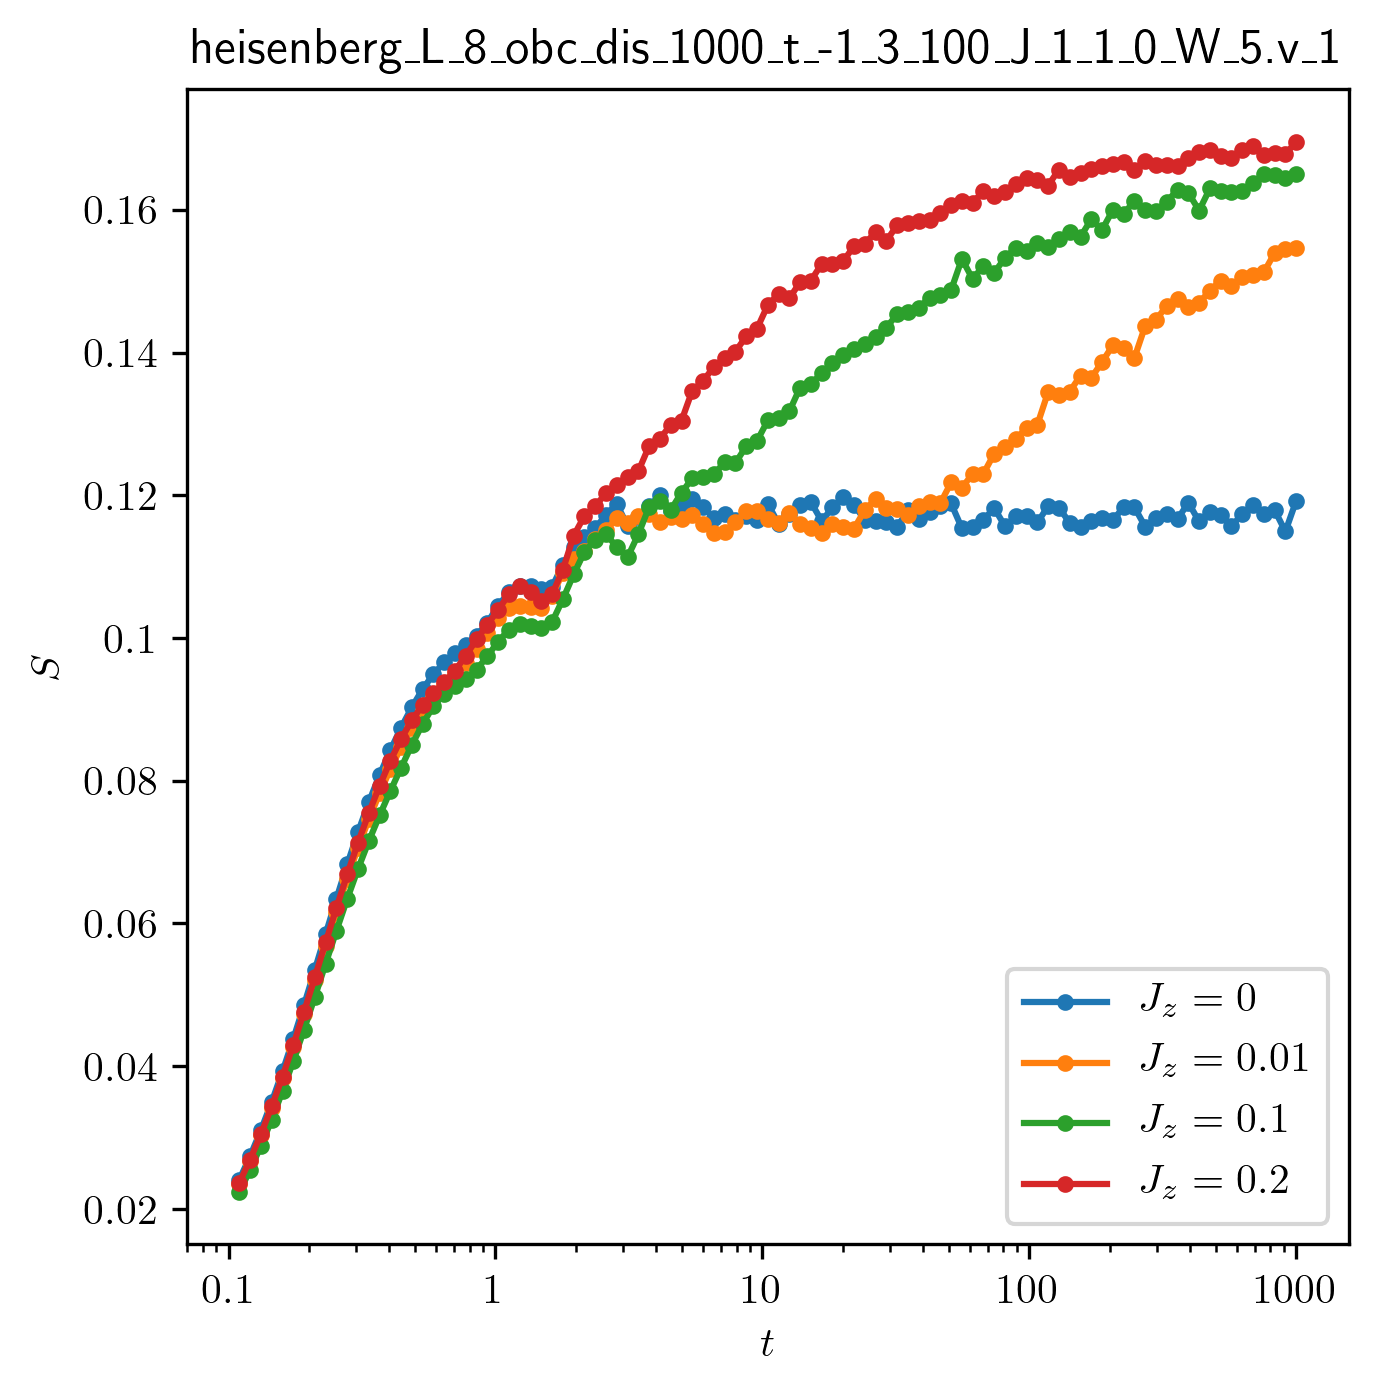 heisenberg_L_8_obc_dis_1000_t_-1_3_100_J_1_1_0_W_5.v_1
0.16
0.14
0.12
0.1
0.08
0.06
0.04
0.02
S
J_z = 0
J_z = 0.01
J_z = 0.1
J_z = 0.2
0.1 1 10 100 1000
t